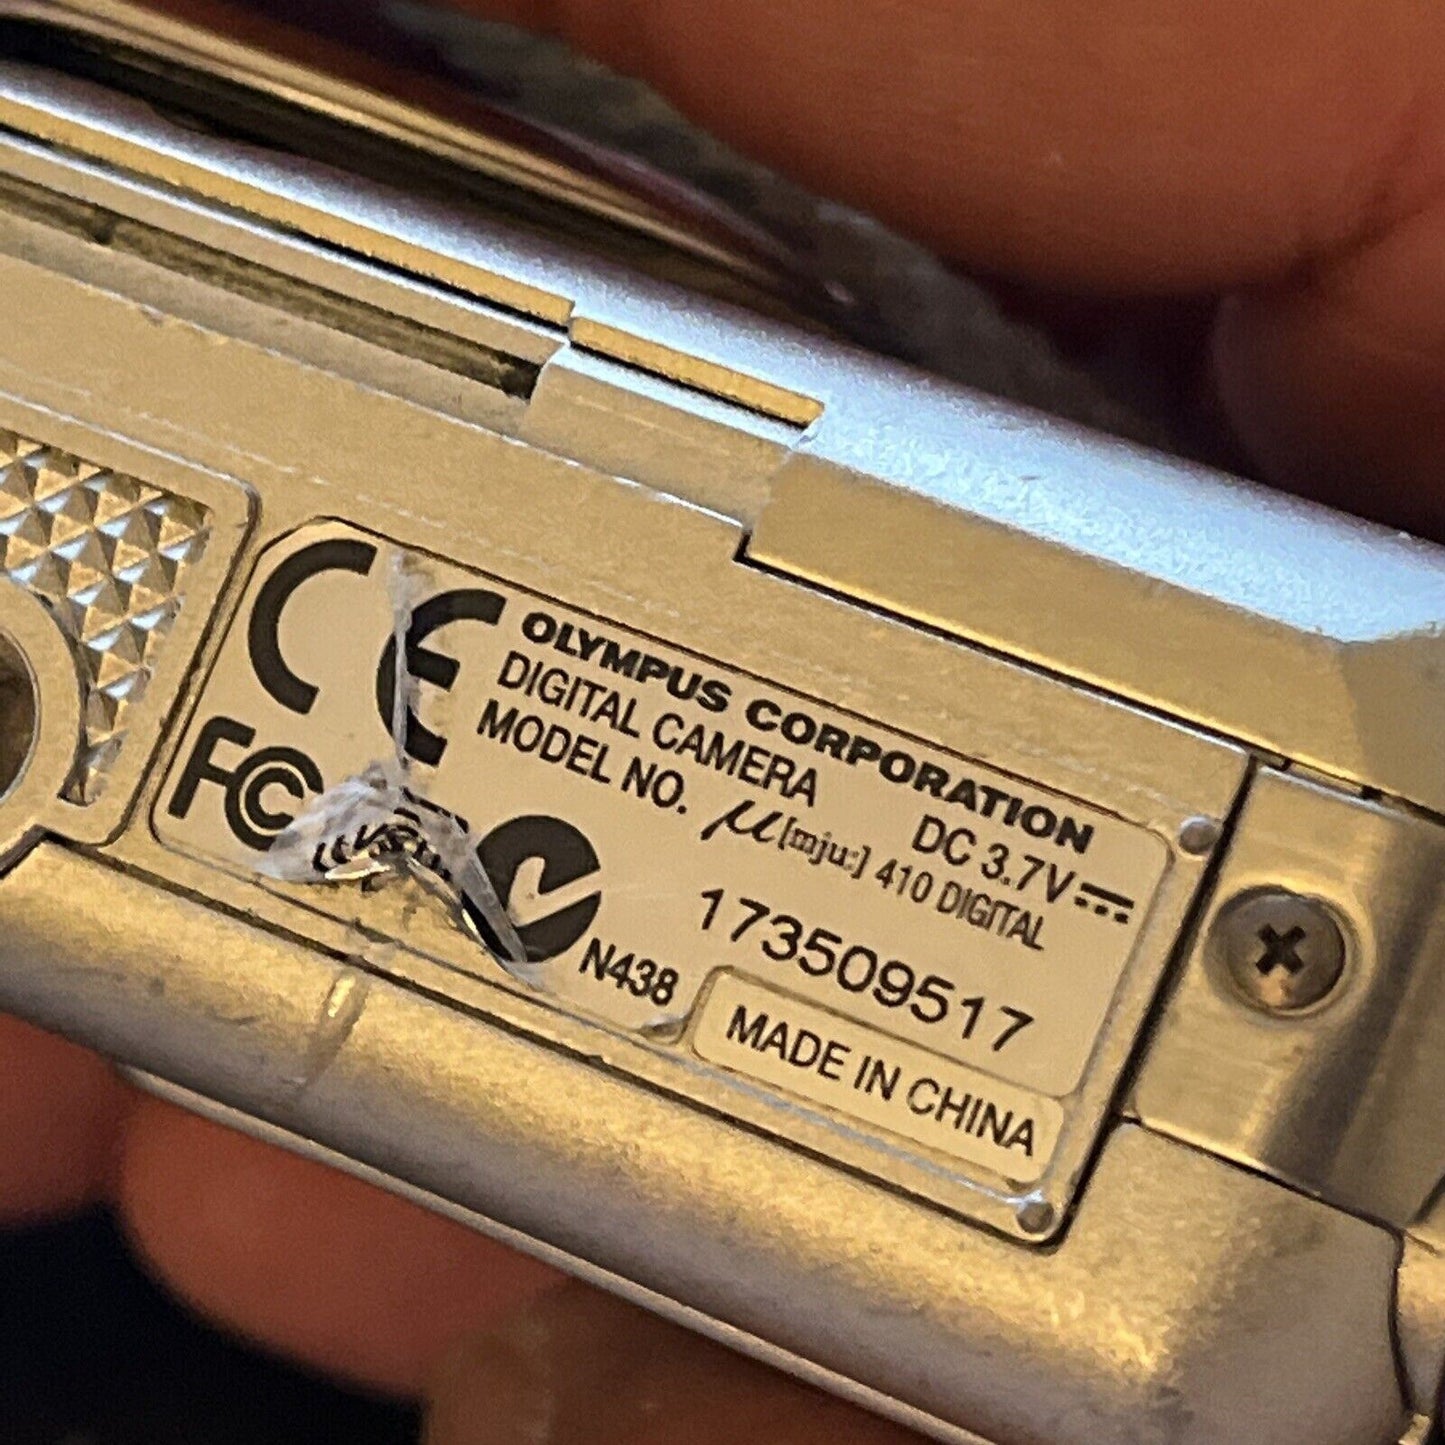 CE
OLYMPUS CORPORATION
DIGITAL CAMERA
DC 3.7V
MODEL NO. μ[mju:] 410 DIGITAL
FC
173509517
N438
MADE IN CHINA